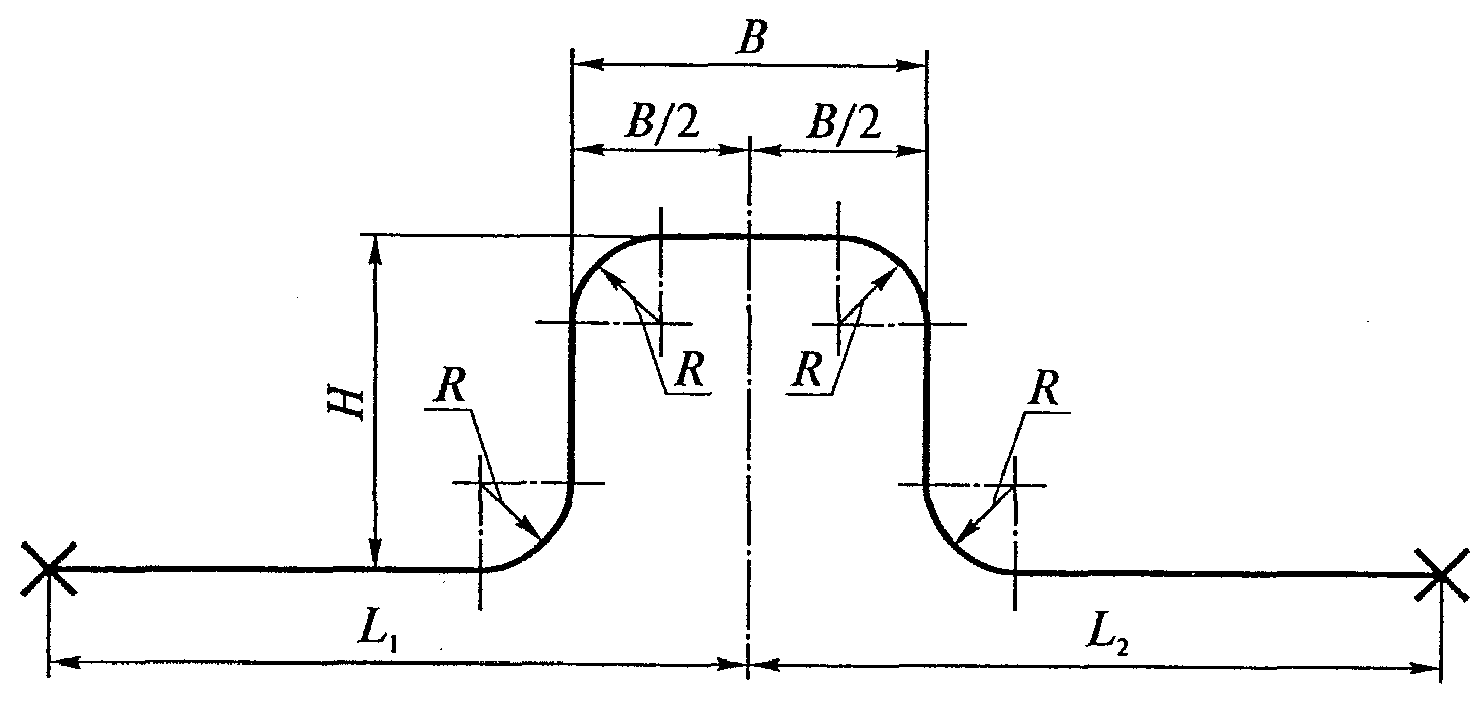 B
B/2 B/2
R R
H R R
L₁ L₂